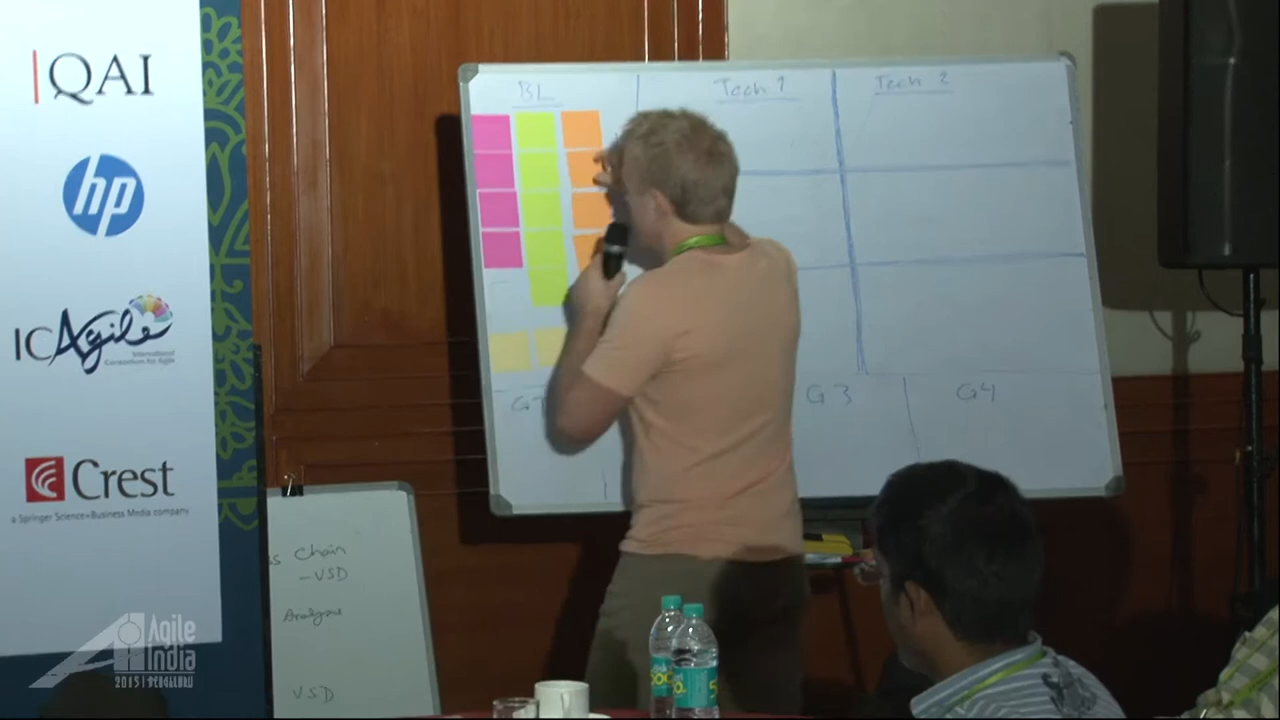 QAI
hp
ICAgile
International
Consortium for Agile
Crest
a Springer Science+Business Media company
Agile
India
2015 | BENGALURU
BL
Tech 1
Tech 2
G3
G4
Chain
-VSD
Analysis
VSD